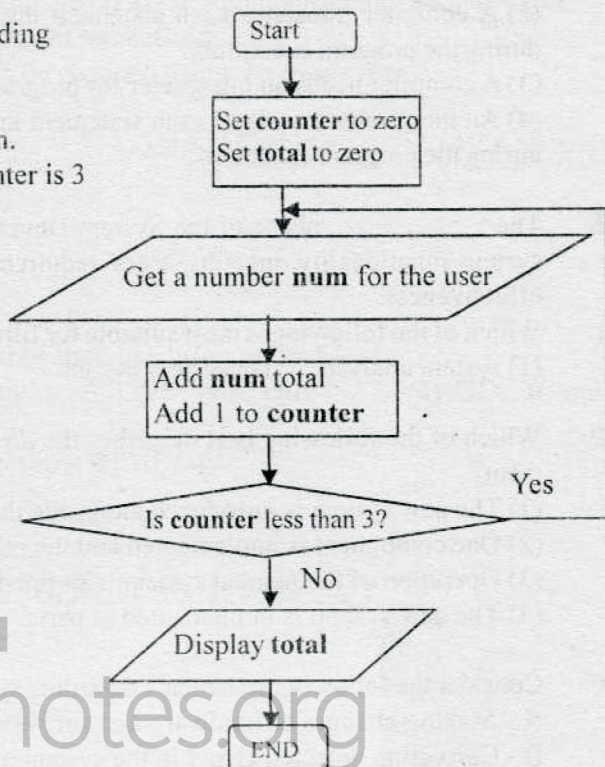 ding
n.
nter is 3
Start
Set counter to zero
Set total to zero
Get a number num for the user
Add num total
Add 1 to counter
Is counter less than 3?
Yes
No
Display total
END
notes.org